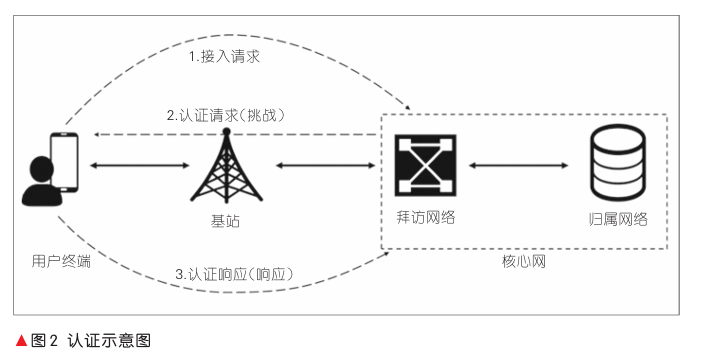 1.接入请求
2.认证请求(挑战)
基站
拜访网络
归属网络
用户终端
3.认证响应(响应)
核心网
▲图2 认证示意图